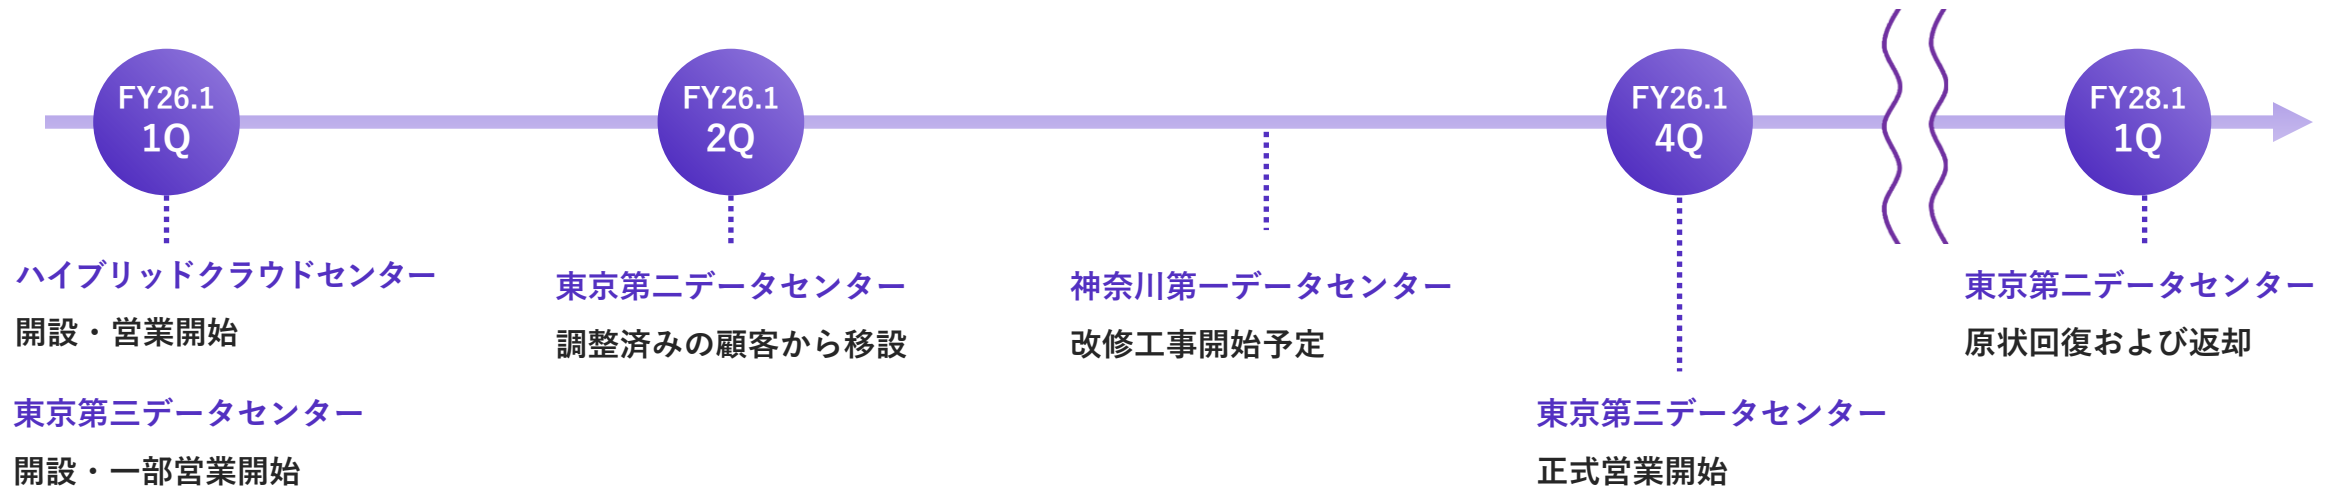 FY26.1
1Q
FY26.1
2Q
FY26.1
4Q
FY28.1
1Q
ハイブリッドクラウドセンター
開設・営業開始
東京第三データセンター
開設・一部営業開始
東京第二データセンター
調整済みの顧客から移設
神奈川第一データセンター
改修工事開始予定
東京第三データセンター
正式営業開始
東京第二データセンター
原状回復および返却